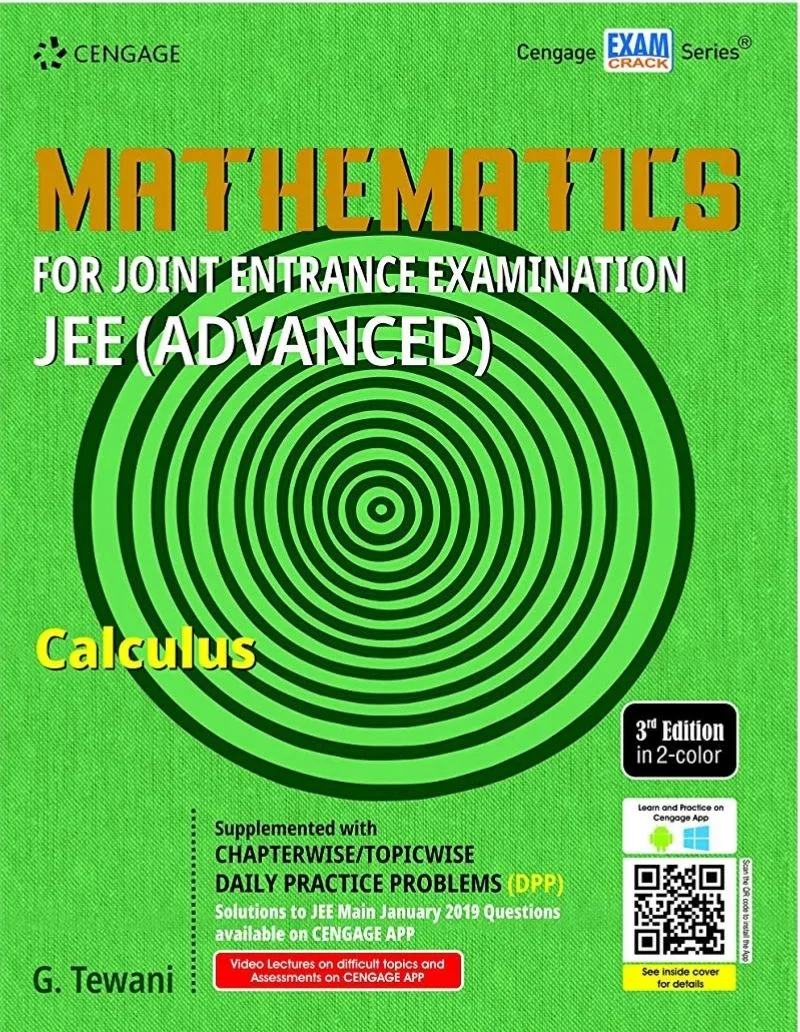 CENGAGE
Cengage EXAM CRACK Series®
MATHEMATICS
FOR JOINT ENTRANCE EXAMINATION
JEE (ADVANCED)
Calculus
3rd Edition
in 2-color
Learn and Practice on
Cengage App
Scan the QR code to install the App
See inside cover
for details
Supplemented with
CHAPTERWISE/TOPICWISE
DAILY PRACTICE PROBLEMS (DPP)
Solutions to JEE Main January 2019 Questions
available on CENGAGE APP
Video Lectures on difficult topics and
Assessments on CENGAGE APP
G. Tewani